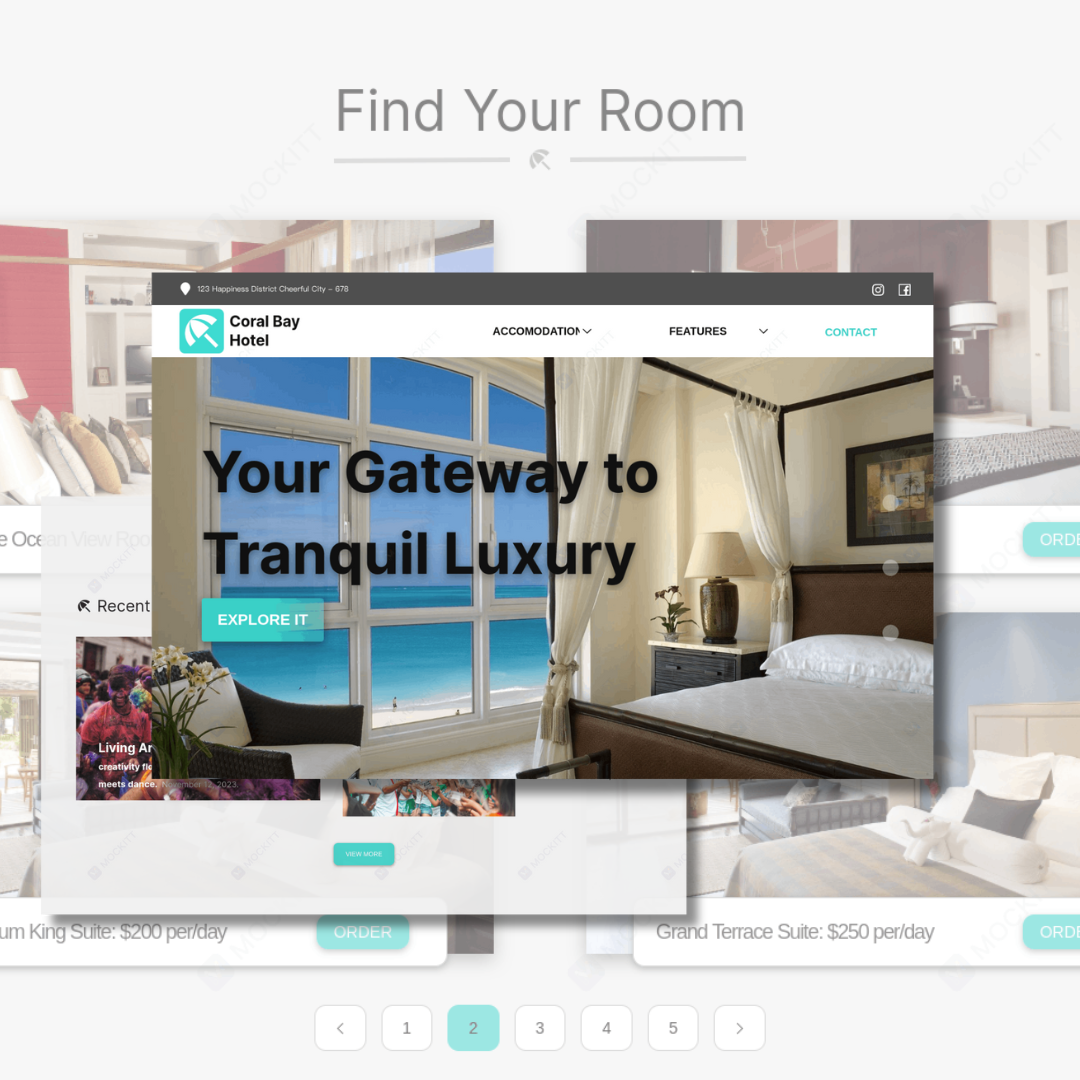 Find Your Room
123 Happiness District Cheerful City - 678
Coral Bay
Hotel
ACCOMODATION
FEATURES
CONTACT
Your Gateway to
Tranquil Luxury
EXPLORE IT
Ocean View
ORDE
Recent
Living Ar
creativity
meets dance. November 12, 2023.
VIEW MORE
um King Suite: $200 per/day
ORDER
Grand Terrace Suite: $250 per/day
ORDE
1
2
3
4
5
MOCKITT